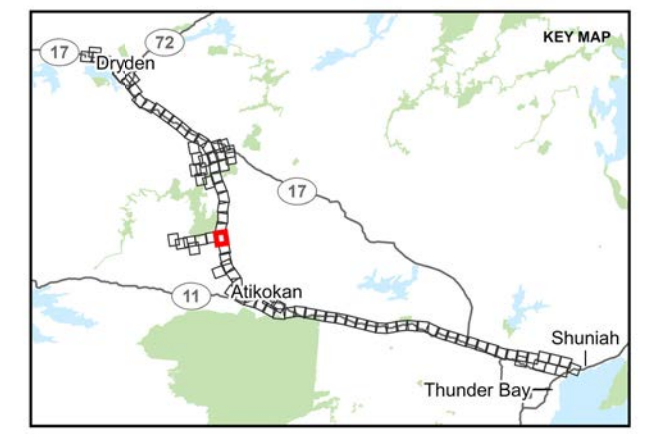 KEY MAP
72
17
Dryden
17
11
Atikokan
Shuniah
Thunder Bay